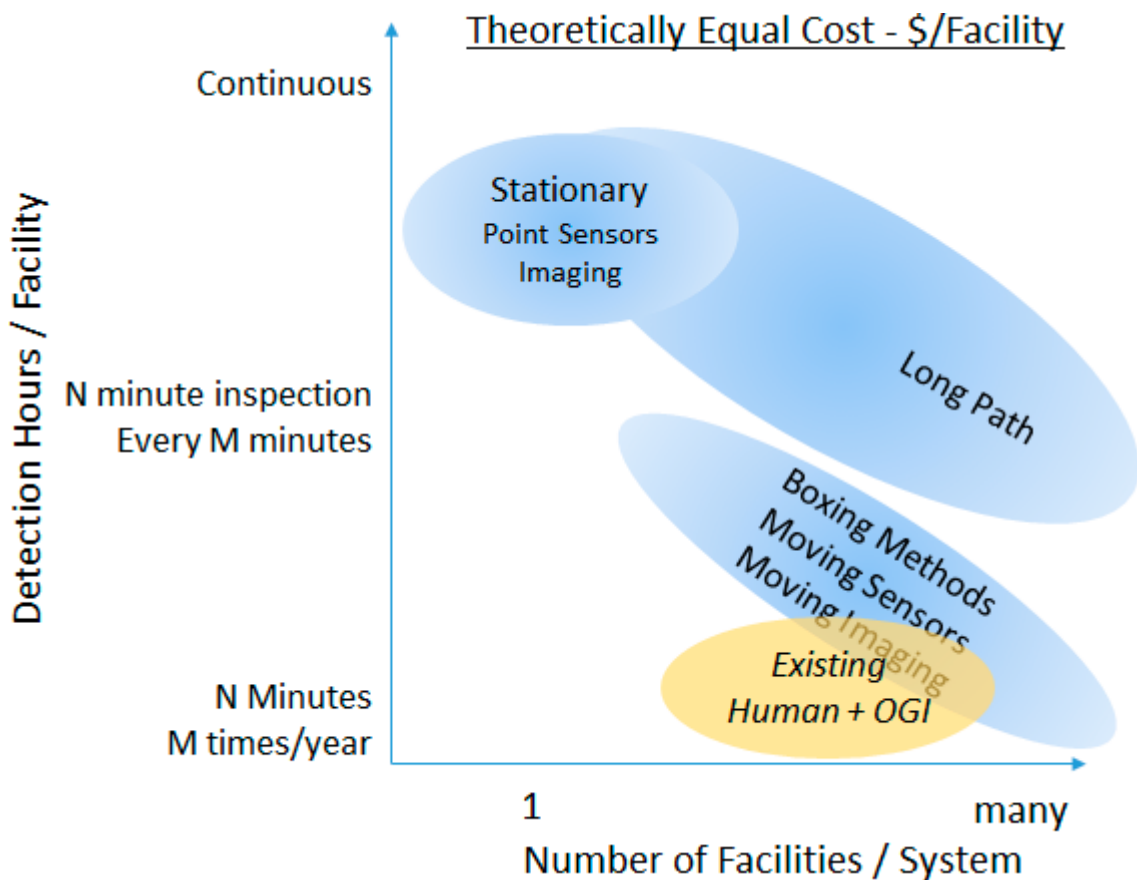 Theoretically Equal Cost - $/Facility
Continuous
Stationary
Point Sensors
Imaging
Long Path
Detection Hours / Facility
N minute inspection
Every M minutes
Boxing Methods
Moving Sensors
Moving Imaging
Existing
Human + OGI
N Minutes
M times/year
1
many
Number of Facilities / System